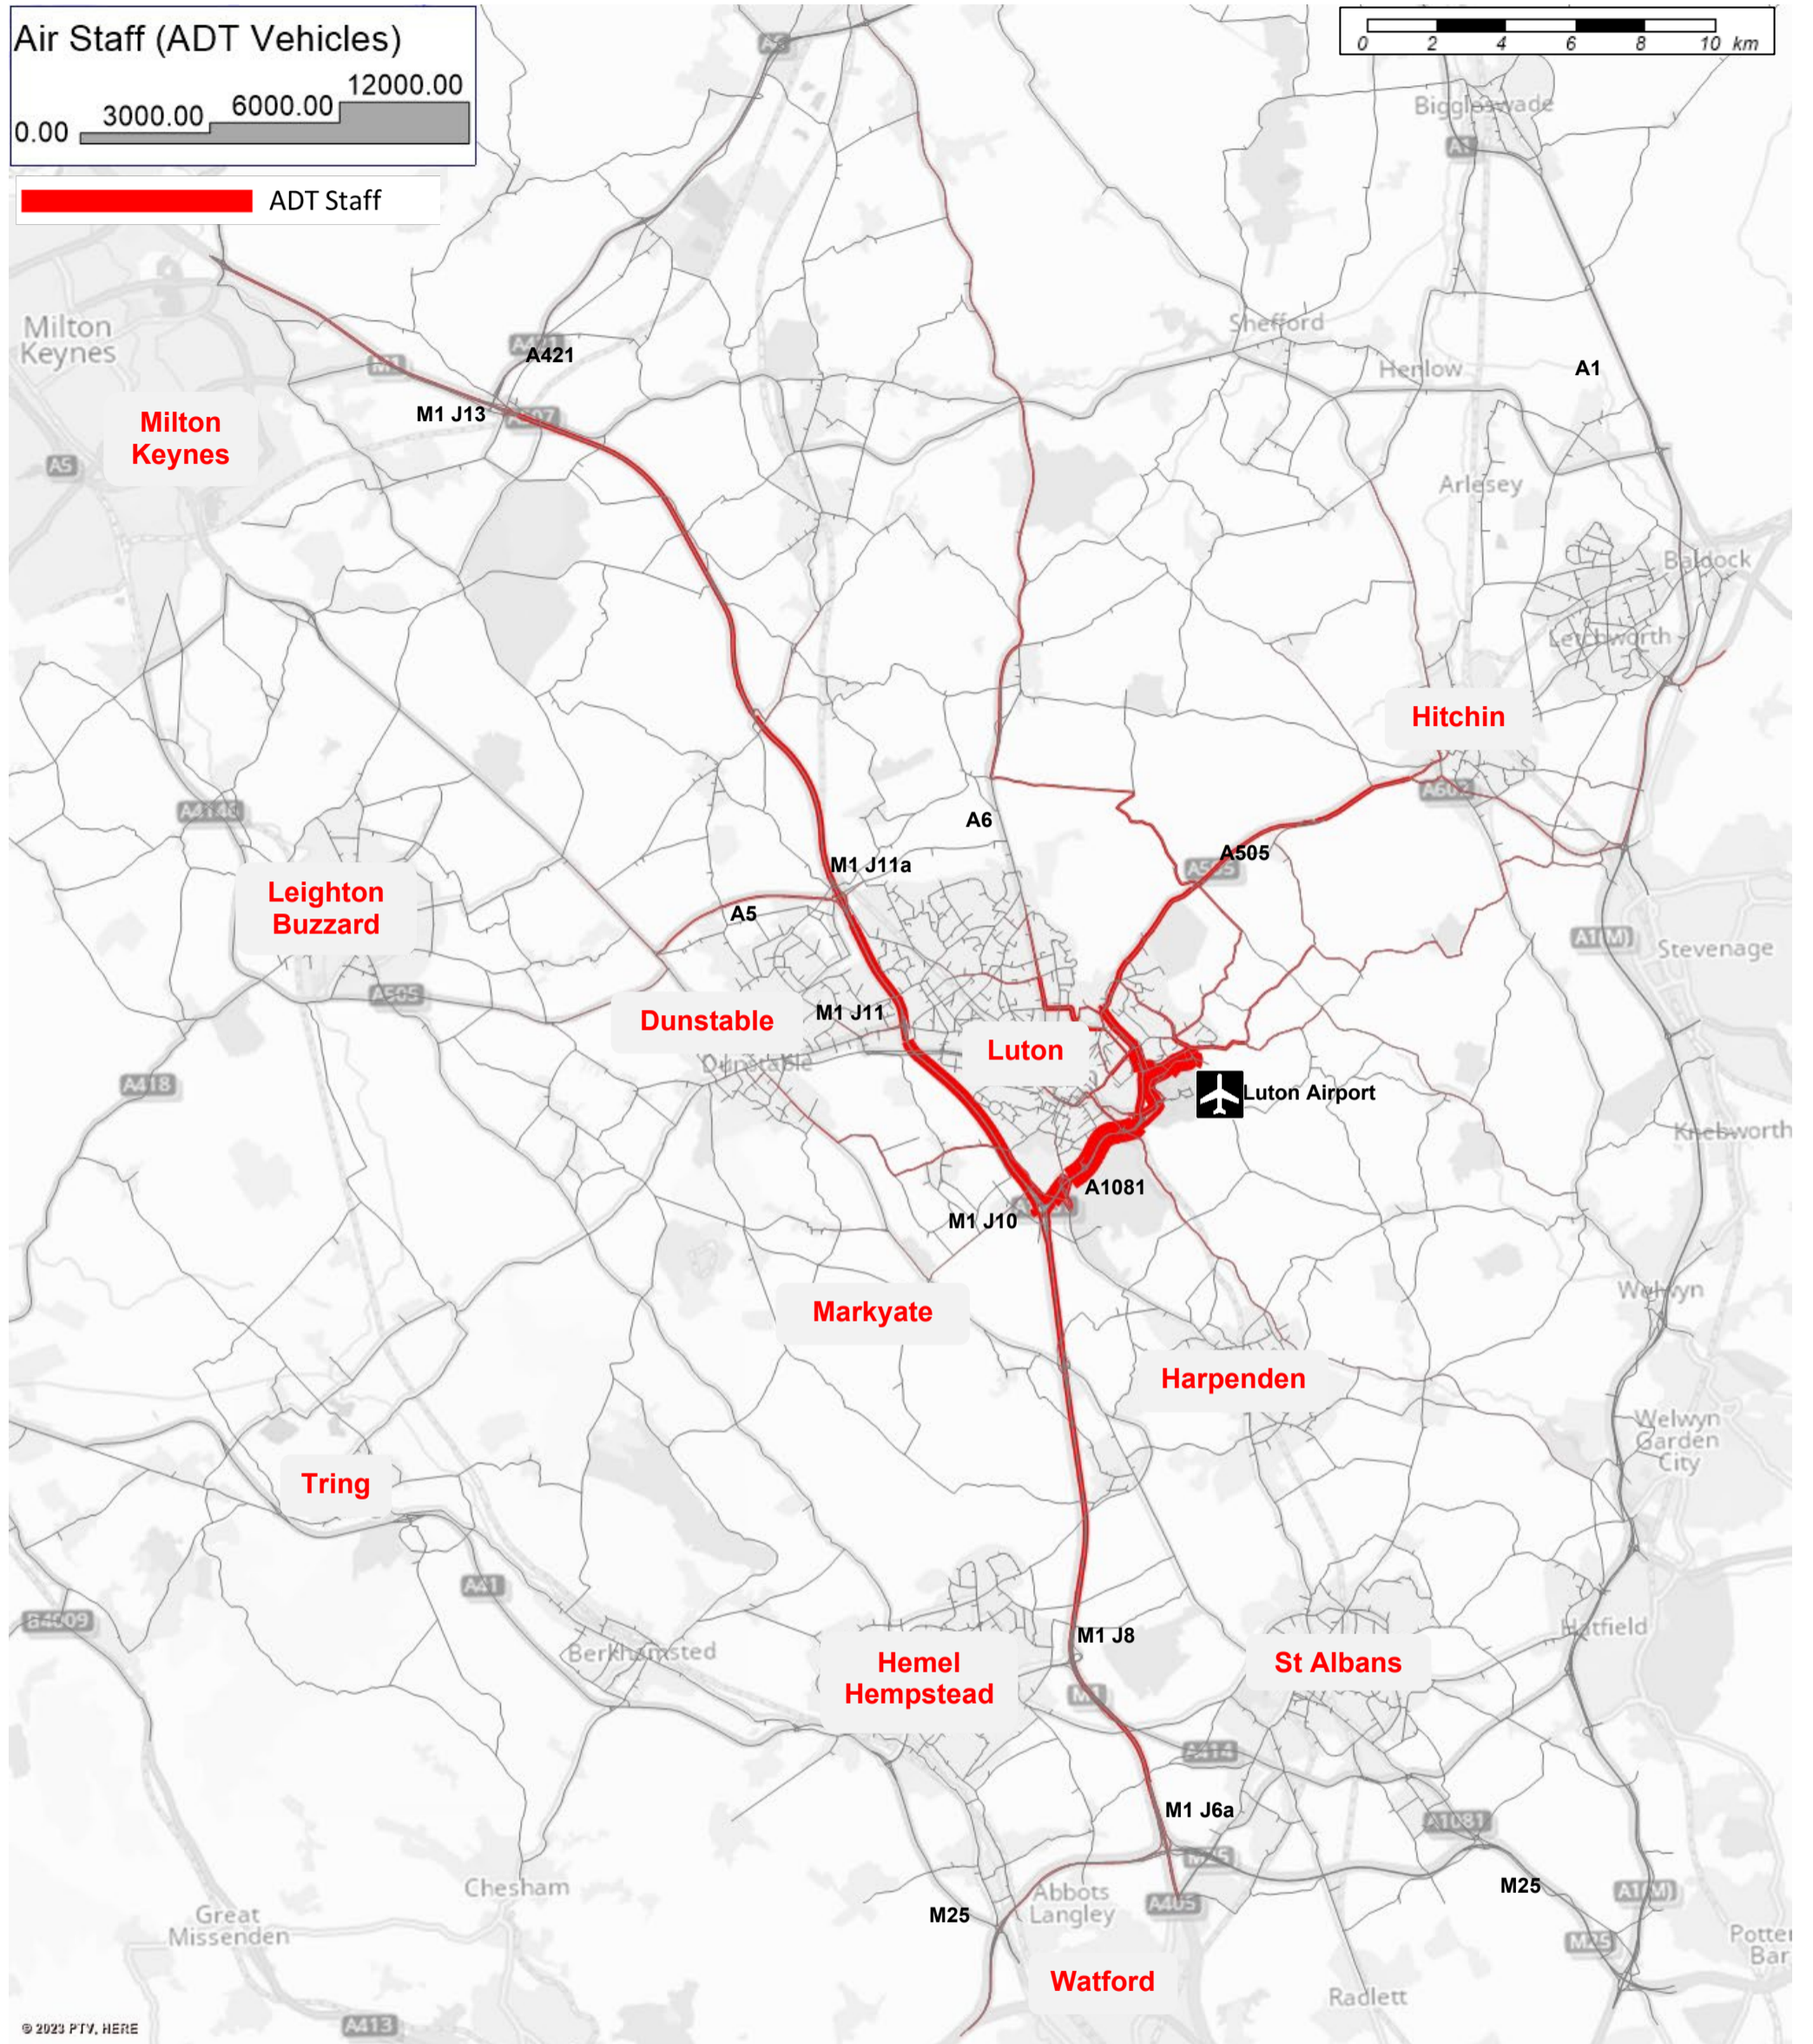 Air Staff (ADT Vehicles)
0.00 3000.00 6000.00 12000.00
ADT Staff
0 2 4 6 8 10 km
A6
Biggleswade
A1
Milton
Keynes
Shefford
A421
M1
Henlow
A1
M1 J13
Milton
Keynes
A5
Arlesey
Baldock
Letchworth
Hitchin
A602
A4146
A6
M1 J11a
A505
A505
Leighton
Buzzard
A5
A1(M)
Stevenage
A505
Dunstable
M1 J11
Luton
Dunstable
A418
Luton Airport
Knebworth
A1081
M1 J10
Welwyn
Markyate
Harpenden
Welwyn
Garden
City
Tring
A41
B4009
Hatfield
M1 J8
Berkhamsted
Hemel
Hempstead
St Albans
M1
A414
M1 J6a
A1081
M25
Chesham
M25
A1(M)
Abbots
Langley
A405
Great
Missenden
M25
M25
Potter
Bar
Watford
Radlett
© 2023 PTV, HERE
A413